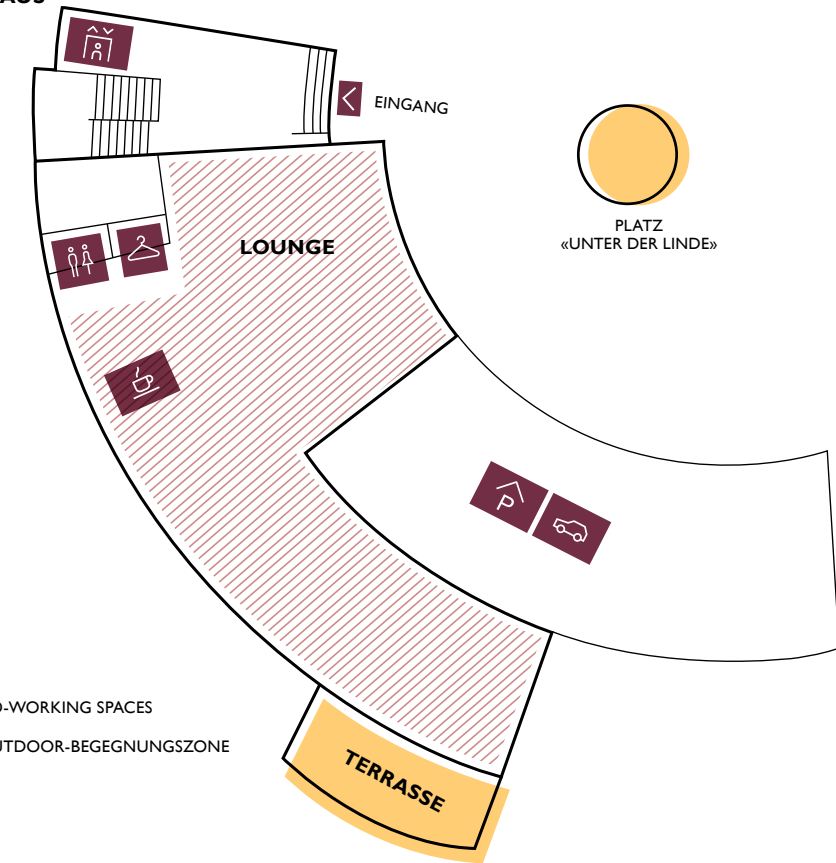 EINGANG
PLATZ
«UNTER DER LINDE»
LOUNGE
P
-WORKING SPACES
UTDOOR-BEGEGNUNGSZONE
TERRASSE